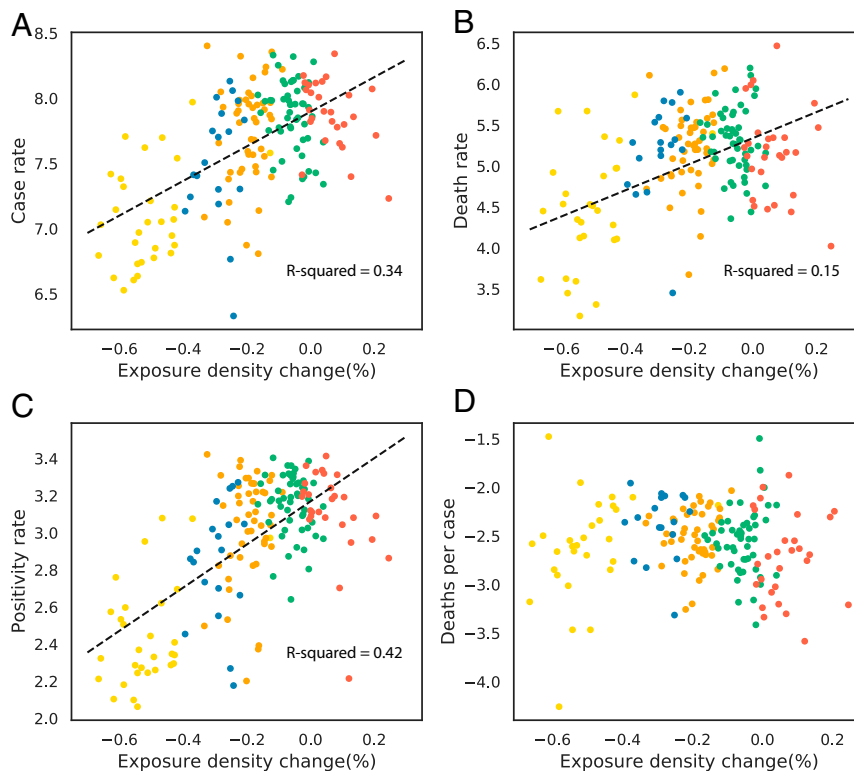 A
8.5
8.0
7.5
7.0
6.5
Case rate
R-squared = 0.34
−0.6 −0.4 −0.2 0.0 0.2
Exposure density change(%)
B
6.5
6.0
5.5
5.0
4.5
4.0
3.5
Death rate
R-squared = 0.15
−0.6 −0.4 −0.2 0.0 0.2
Exposure density change(%)
C
3.4
3.2
3.0
2.8
2.6
2.4
2.2
2.0
Positivity rate
R-squared = 0.42
−0.6 −0.4 −0.2 0.0 0.2
Exposure density change(%)
D
−1.5
−2.0
−2.5
−3.0
−3.5
−4.0
Deaths per case
−0.6 −0.4 −0.2 0.0 0.2
Exposure density change(%)